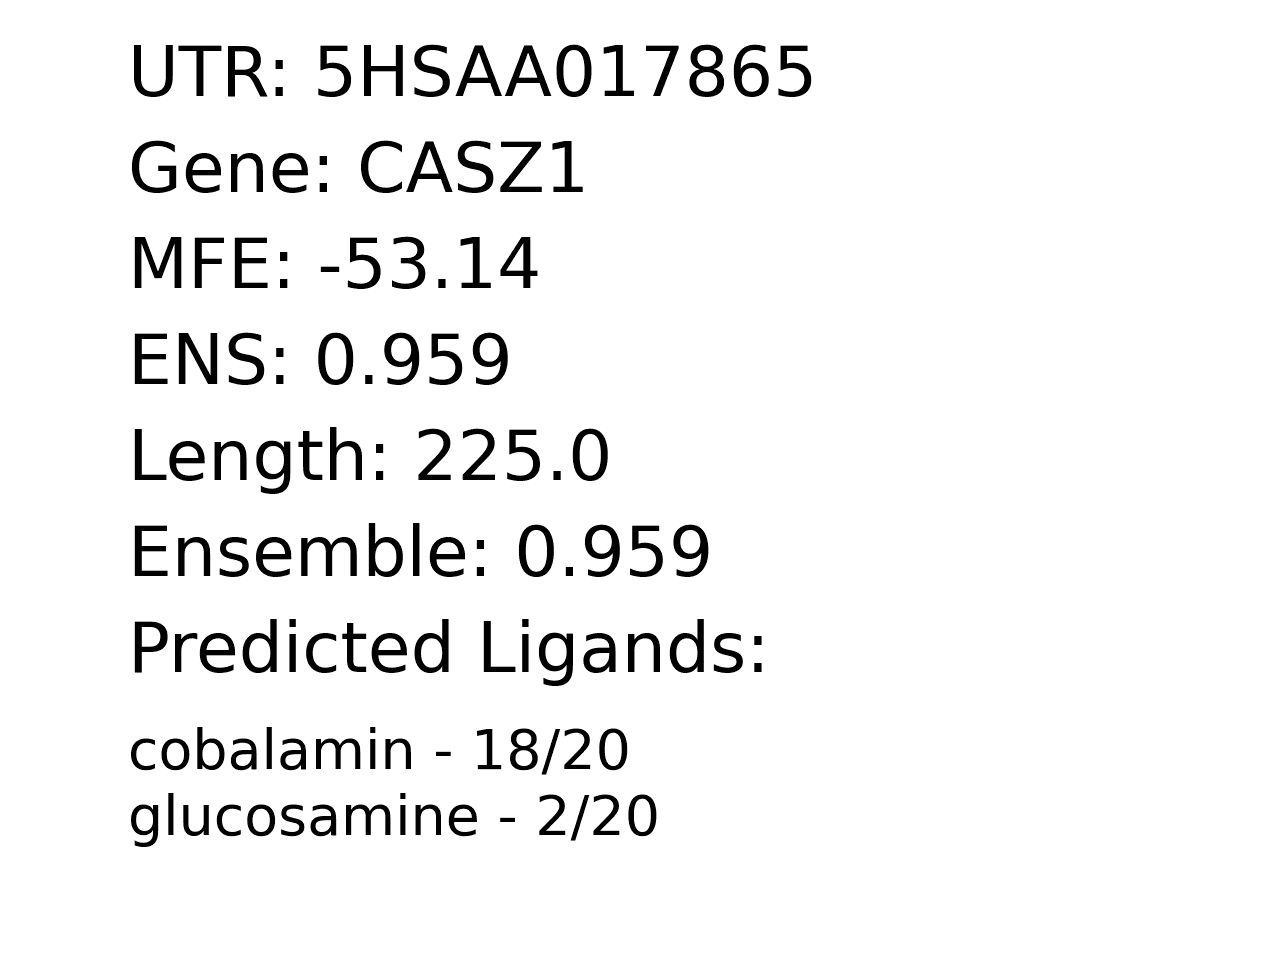 UTR: 5HSAA017865
Gene: CASZ1
MFE: -53.14
ENS: 0.959
Length: 225.0
Ensemble: 0.959
Predicted Ligands:
cobalamin - 18/20
glucosamine - 2/20